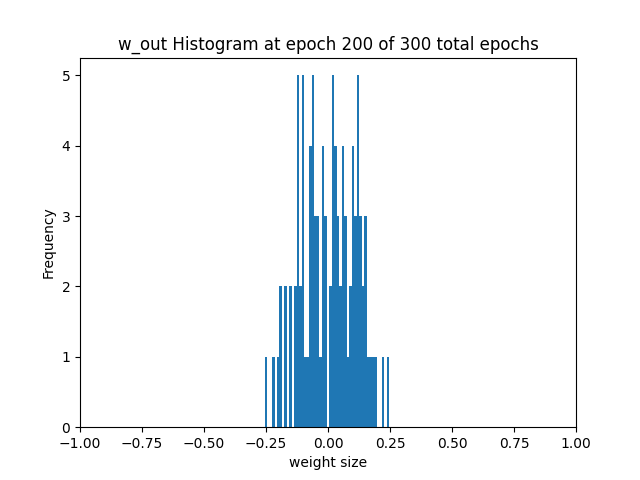 w_out Histogram at epoch 200 of 300 total epochs
5
4
3
2
1
0
Frequency
−1.00 −0.75 −0.50 −0.25 0.00 0.25 0.50 0.75 1.00
weight size